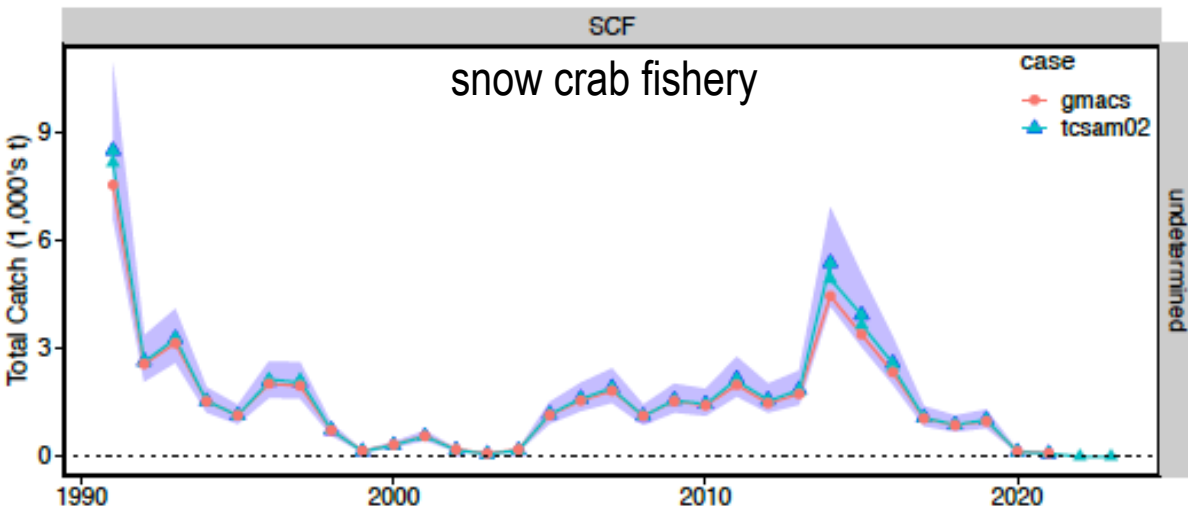 SCF
snow crab fishery
case
gmacs
tcsam02
Total Catch (1,000's t)
9
6
3
0
1990
2000
2010
2020
undetermined